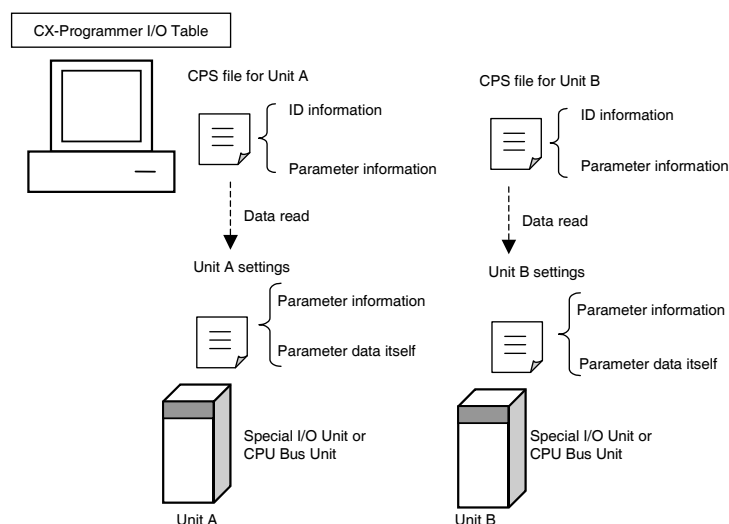 CX-Programmer I/O Table
CPS file for Unit A
ID information
Parameter information
Data read
Unit A settings
Parameter information
Parameter data itself
Special I/O Unit or
CPU Bus Unit
Unit A
CPS file for Unit B
ID information
Parameter information
Data read
Unit B settings
Parameter information
Parameter data itself
Special I/O Unit or
CPU Bus Unit
Unit B